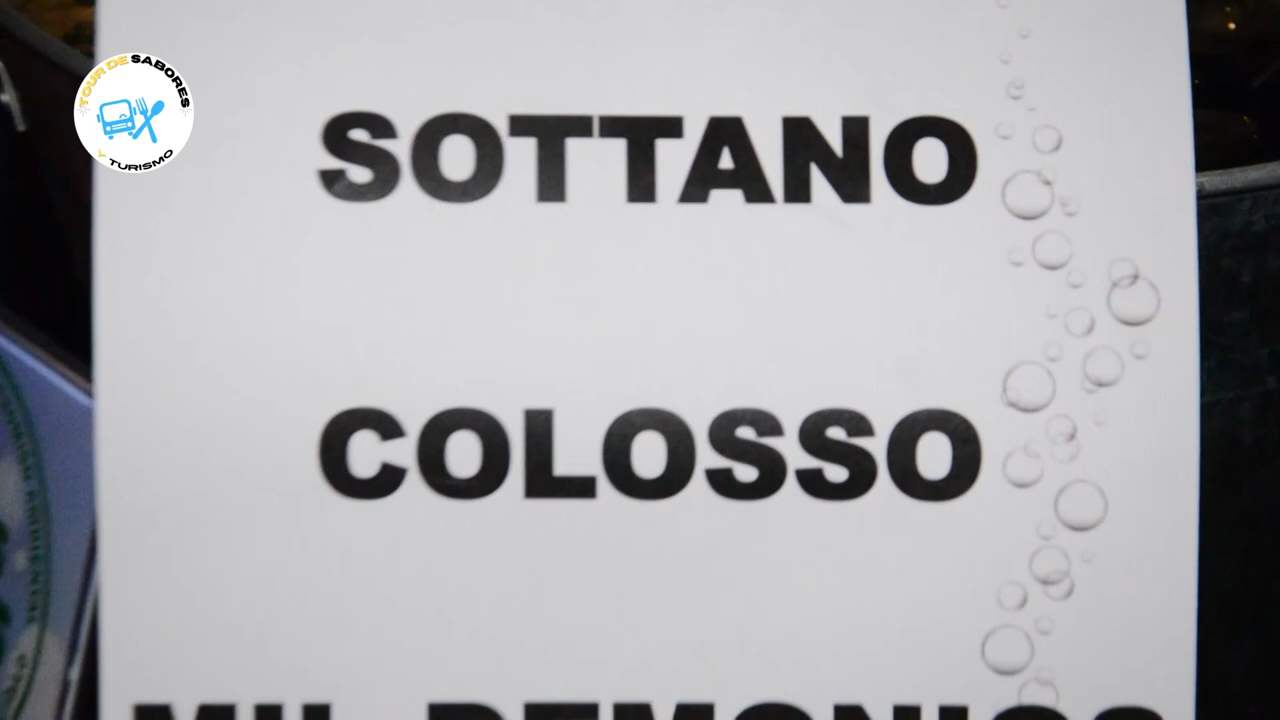 TOUR DE SABORES
Y TURISMO
SOTTANO
COLOSSO
MIL DEMONIOS